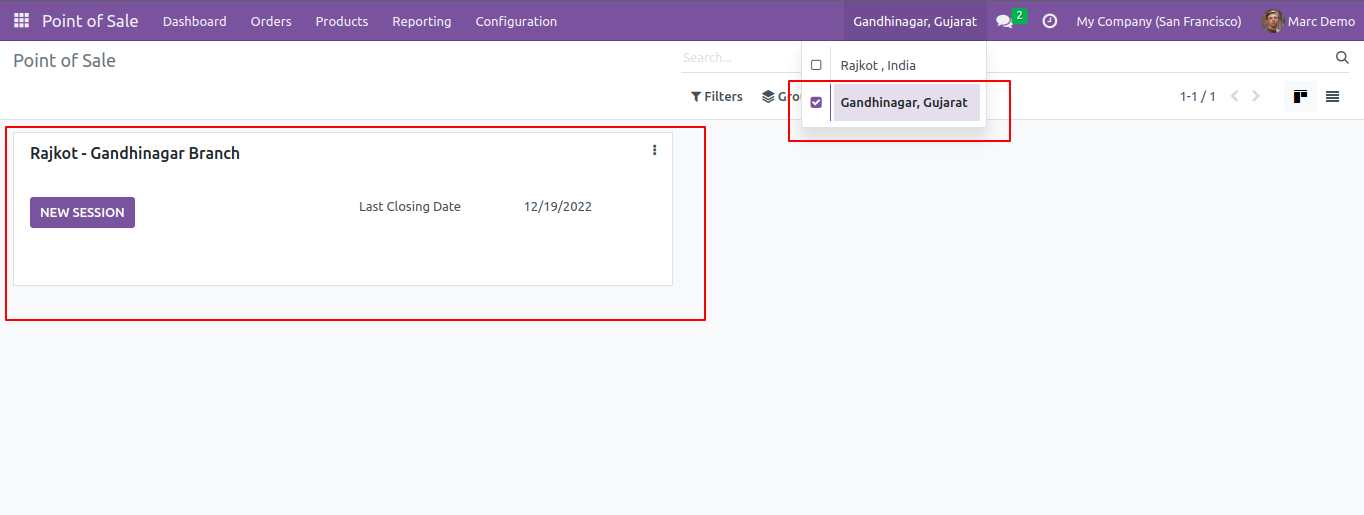 Point of Sale Dashboard Orders Products Reporting Configuration Gandhinagar, Gujarat 2 My Company (San Francisco) Marc Demo
Point of Sale Search...
Rajkot , India
Filters Gandhinagar, Gujarat 1-1 / 1
Rajkot - Gandhinagar Branch
NEW SESSION Last Closing Date 12/19/2022